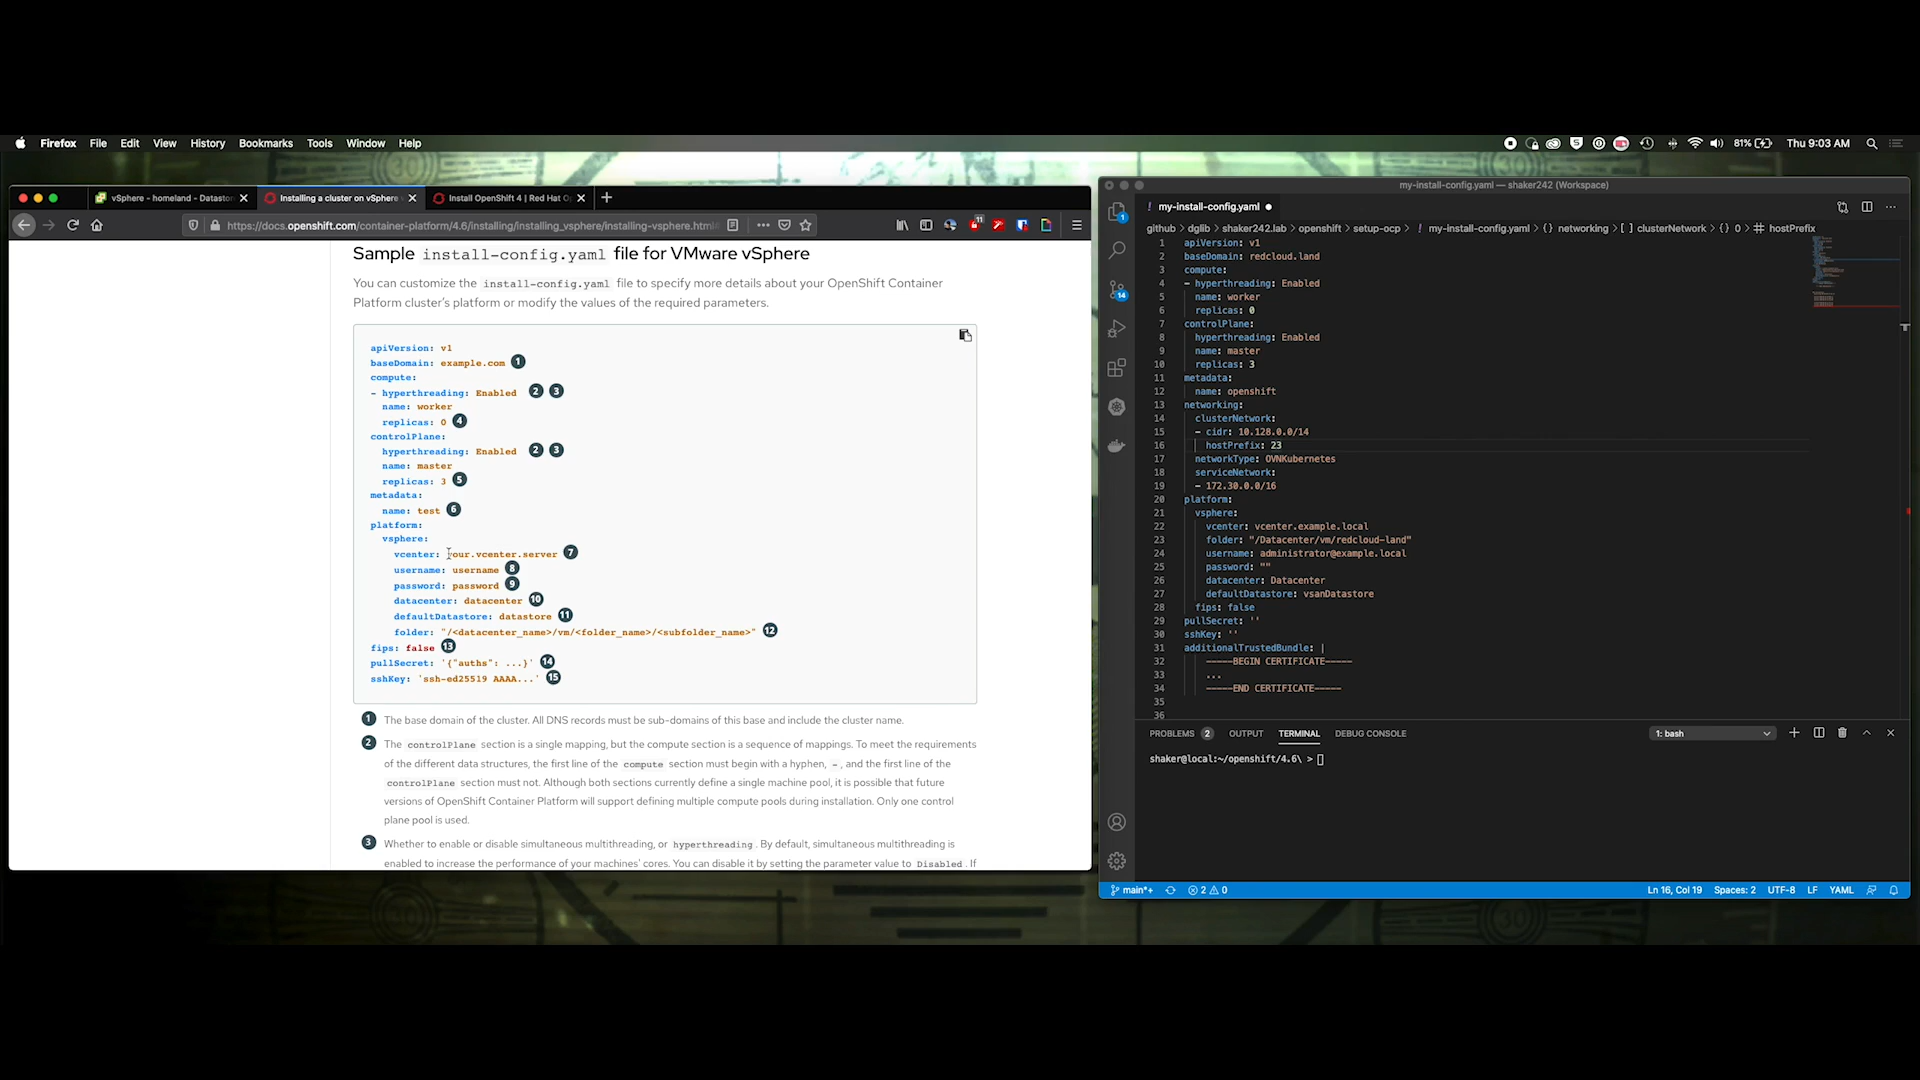 Firefox File Edit View History Bookmarks Tools Window Help
81% Thu 9:03 AM
vSphere - homeland - Datastor
Installing a cluster on vSphere
Install OpenShift 4 | Red Hat O
https://docs.openshift.com/container-platform/4.6/installing/installing_vsphere/installing-vsphere.html
11
Sample install-config.yaml file for VMware vSphere
You can customize the install-config.yaml file to specify more details about your OpenShift Container
Platform cluster's platform or modify the values of the required parameters.
apiVersion: v1
baseDomain: example.com 1
compute:
- hyperthreading: Enabled 2 3
name: worker
replicas: 0 4
controlPlane:
hyperthreading: Enabled 2 3
name: master
replicas: 3 5
metadata:
name: test 6
platform:
vsphere:
vcenter: your.vcenter.server 7
username: username 8
password: password 9
datacenter: datacenter 10
defaultDatastore: datastore 11
folder: "/<datacenter_name>/vm/<folder_name>/<subfolder_name>" 12
fips: false 13
pullSecret: '{"auths": ...}' 14
sshKey: 'ssh-ed25519 AAAA...' 15
1 The base domain of the cluster. All DNS records must be sub-domains of this base and include the cluster name.
2 The controlPlane section is a single mapping, but the compute section is a sequence of mappings. To meet the requirements
of the different data structures, the first line of the compute section must begin with a hyphen, -, and the first line of the
controlPlane section must not. Although both sections currently define a single machine pool, it is possible that future
versions of OpenShift Container Platform will support defining multiple compute pools during installation. Only one control
plane pool is used.
3 Whether to enable or disable simultaneous multithreading, or hyperthreading. By default, simultaneous multithreading is
enabled to increase the performance of your machines' cores. You can disable it by setting the parameter value to Disabled. If
my-install-config.yaml — shaker242 (Workspace)
! my-install-config.yaml
github > dglib > shaker242.lab > openshift > setup-ocp > ! my-install-config.yaml > {} networking > [ ] clusterNetwork > {} 0 > hostPrefix
1
14
1 apiVersion: v1
2 baseDomain: redcloud.land
3 compute:
4 - hyperthreading: Enabled
5 name: worker
6 replicas: 0
7 controlPlane:
8 hyperthreading: Enabled
9 name: master
10 replicas: 3
11 metadata:
12 name: openshift
13 networking:
14 clusterNetwork:
15 - cidr: 10.128.0.0/14
16 hostPrefix: 23
17 networkType: OVNKubernetes
18 serviceNetwork:
19 - 172.30.0.0/16
20 platform:
21 vsphere:
22 vcenter: vcenter.example.local
23 folder: "/Datacenter/vm/redcloud-land"
24 username: administrator@example.local
25 password: ""
26 datacenter: Datacenter
27 defaultDatastore: vsanDatastore
28 fips: false
29 pullSecret: ''
30 sshKey: ''
31 additionalTrustedBundle: |
32 -----BEGIN CERTIFICATE-----
33 ...
34 -----END CERTIFICATE-----
35
36
PROBLEMS 2 OUTPUT TERMINAL DEBUG CONSOLE 1: bash
shaker@local:~/openshift/4.6\ >
main*+ 2 0 Ln 16, Col 19 Spaces: 2 UTF-8 LF YAML